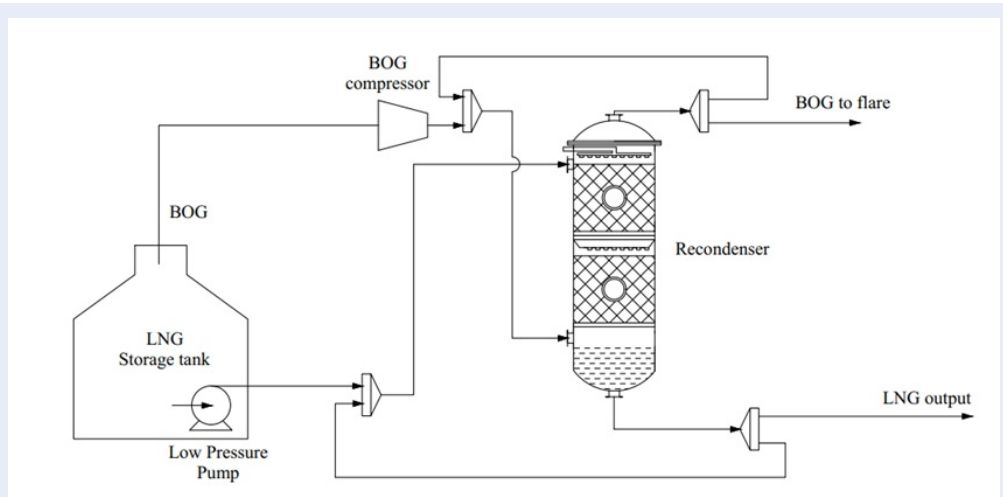 BOG
compressor
BOG to flare
BOG
Recondenser
LNG
Storage tank
LNG output
Low Pressure
Pump